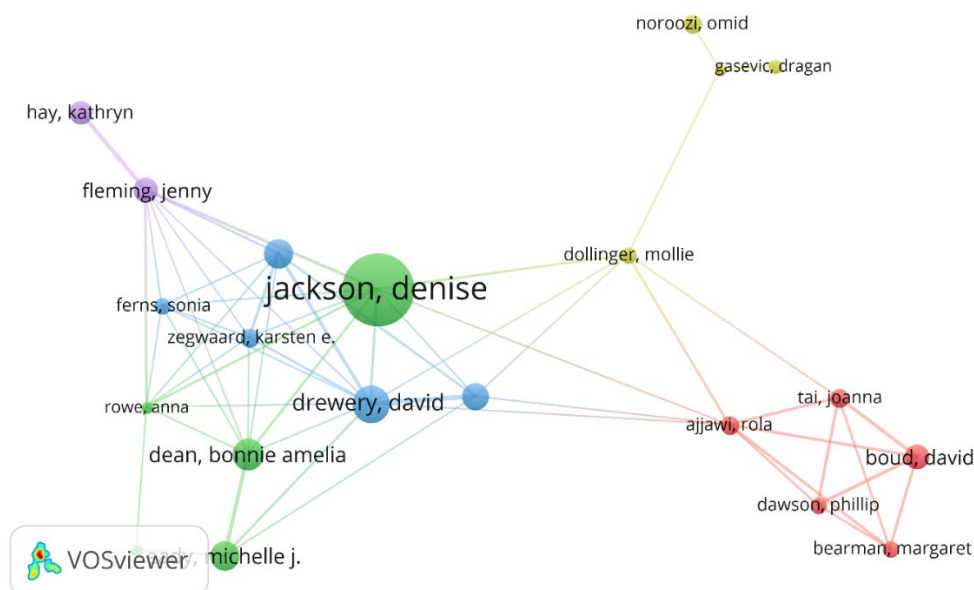 noroozi, omid
gasevic, dragan
hay, kathryn
fleming, jenny
dollinger, mollie
jackson, denise
ferns, sonia
zegwaard, karsten e.
rowe, anna
drewery, david
tai, joanna
ajjawi, rola
dean, bonnie amelia
boud, david
dawson, phillip
bearman, margaret
michelle j.
VOSviewer